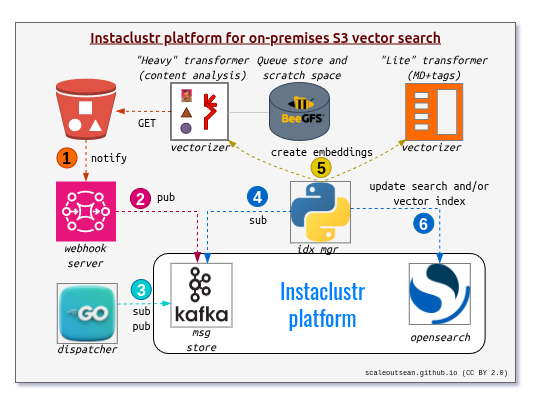 Instaclustr platform for on-premises S3 vector search
"Heavy" transformer
(content analysis)
Queue store and
scratch space
"Lite" transformer
(MD+tags)
GET
vectorizer
BeeGFS
vectorizer
create embeddings
1
notify
5
2
pub
4
sub
update search and/or
vector index
6
webhook
server
idx mgr
3
sub
pub
GO
dispatcher
kafka
msg
store
Instaclustr
platform
opensearch
scaleoutsean.github.io (CC BY 2.0)